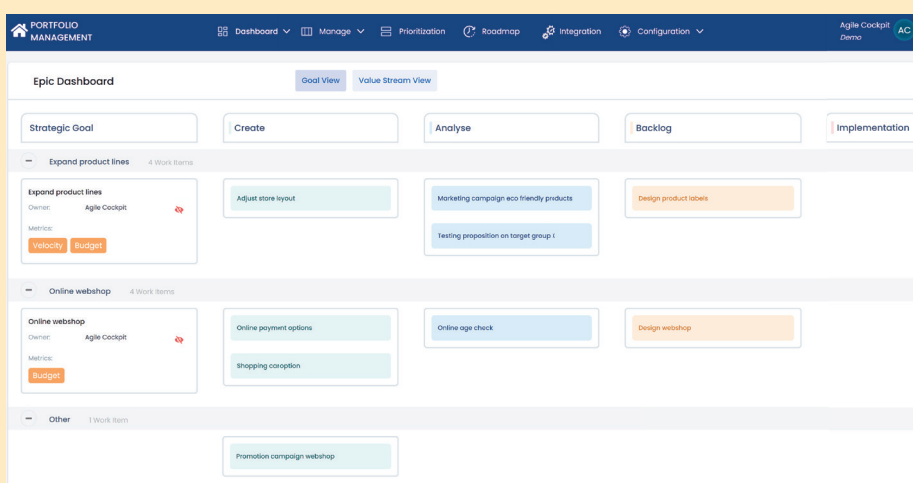 PORTFOLIO
MANAGEMENT
Dashboard
Manage
Prioritization
Roadmap
Integration
Configuration
Agile Cockpit
Demo
AC
Epic Dashboard
Goal View
Value Stream View
Strategic Goal
Create
Analyse
Backlog
Implementation
Expand product lines 4 Work Items
Expand product lines
Owner: Agile Cockpit
Metrics:
Velocity Budget
Adjust store layout
Marketing campaign eco friendly products
Testing proposition on target group (
Design product labels
Online webshop 4 Work Items
Online webshop
Owner: Agile Cockpit
Metrics:
Budget
Online payment options
Shopping caroption
Online age check
Design webshop
Other 1 Work Item
Promotion campaign webshop